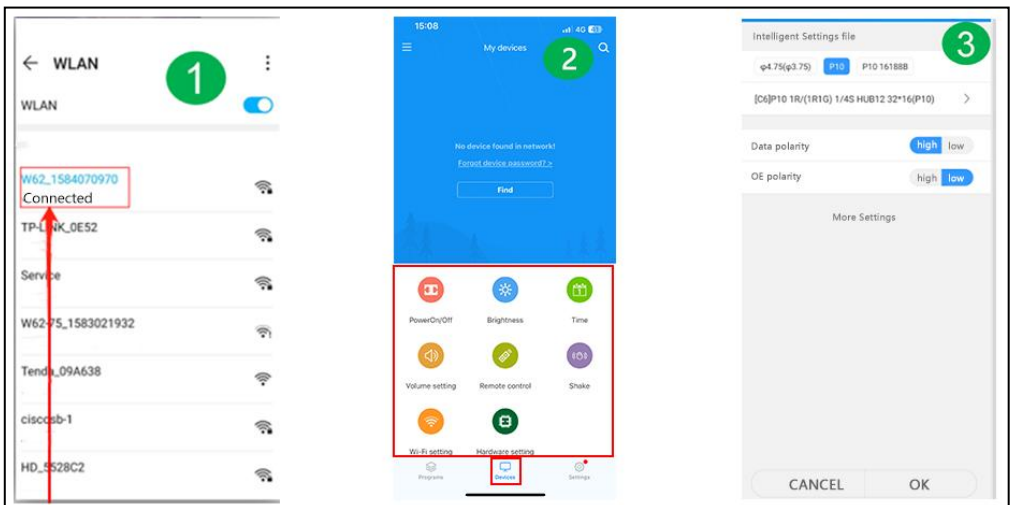 WLAN
1
WLAN
W62_1584070970
Connected
TP-LINK_0E52
Service
W62-75_1583021932
Tenda_09A638
ciscosb-1
HD_5528C2
15:08
4G
My devices
2
No device found in network!
Forgot device password? >
Find
PowerOn/Off Brightness Time
Volume setting Remote control Shake
Wi-Fi setting Hardware setting
Programs Devices Settings
Intelligent Settings file
3
φ4.75(φ3.75) P10 P10 16188B
[C6]P10 1R/(1R1G) 1/4S HUB12 32*16(P10) >
Data polarity high low
OE polarity high low
More Settings
CANCEL OK